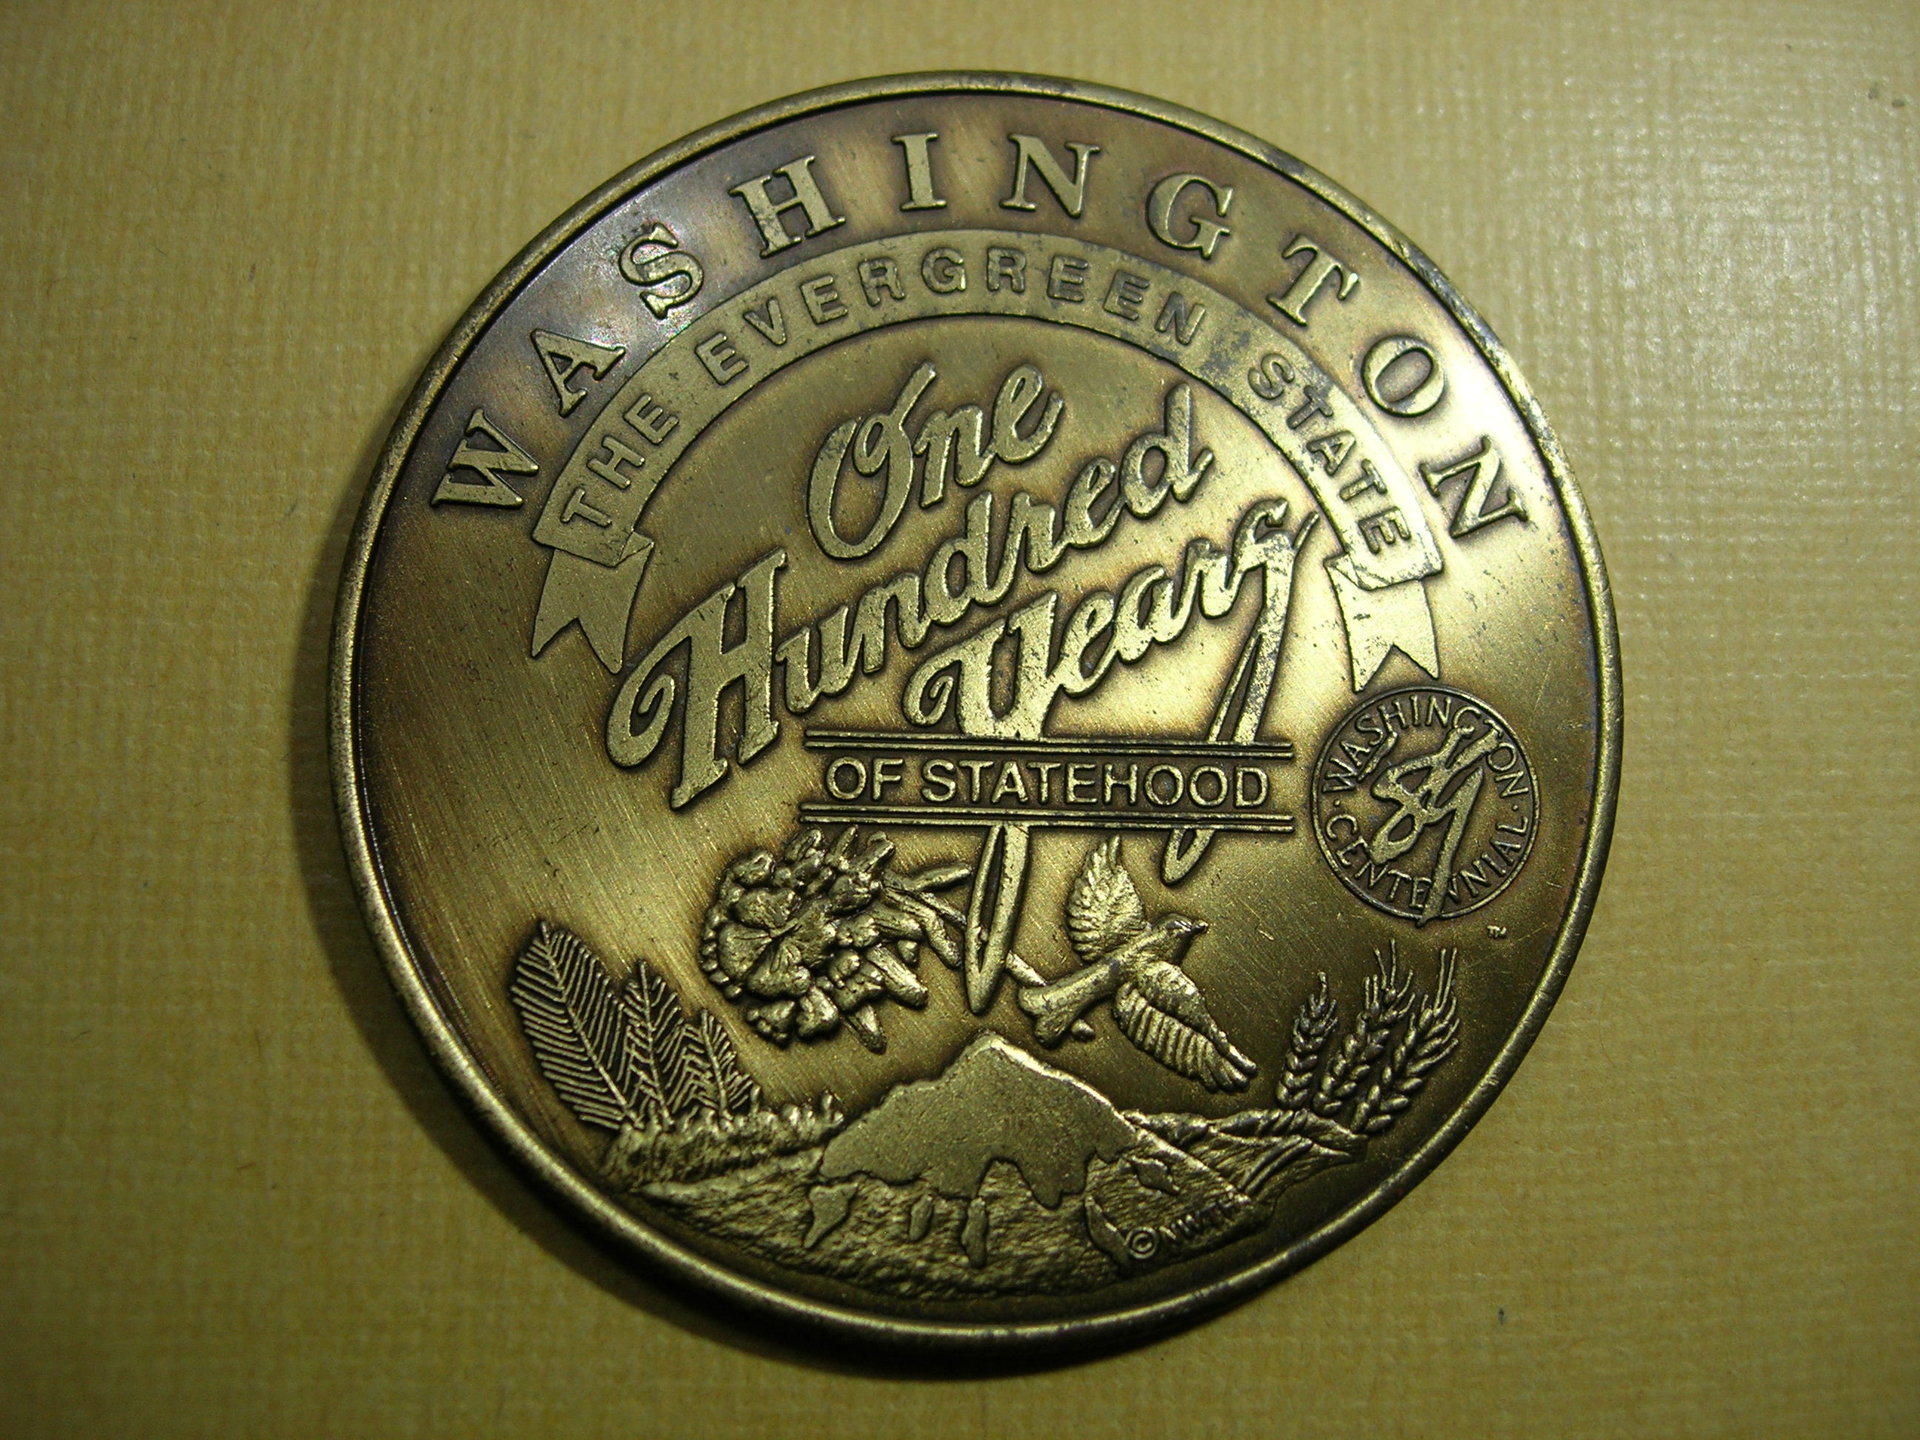 WASHINGTON
THE EVERGREEN STATE
One
Hundred
Years
OF STATEHOOD
WASHINGTON
89
CENTENNIAL
©